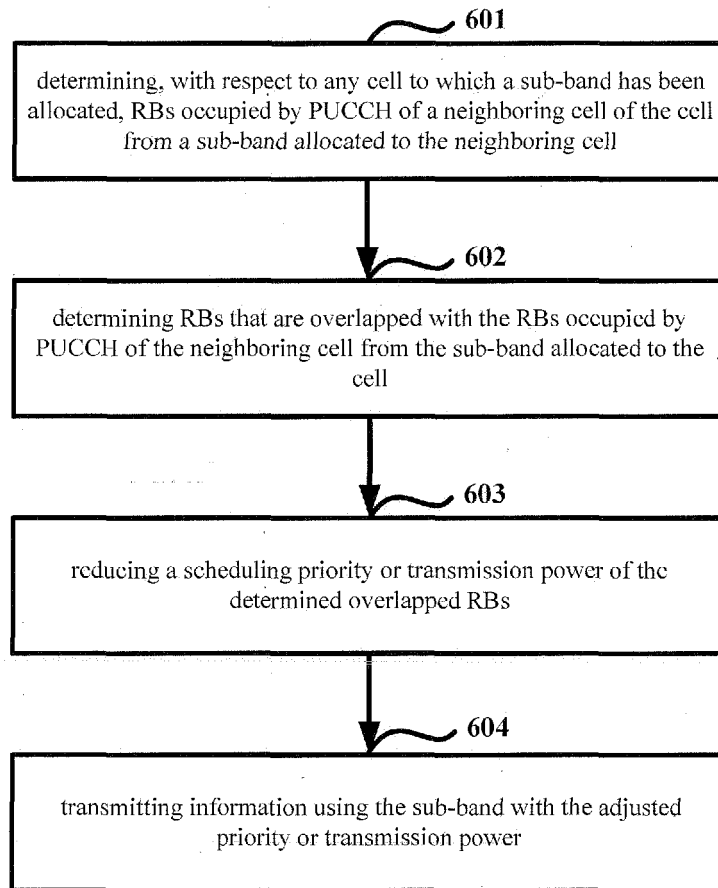 601
determining, with respect to any cell to which a sub-band has been
allocated, RBs occupied by PUCCH of a neighboring cell of the cell
from a sub-band allocated to the neighboring cell
602
determining RBs that are overlapped with the RBs occupied by
PUCCH of the neighboring cell from the sub-band allocated to the
cell
603
reducing a scheduling priority or transmission power of the
determined overlapped RBs
604
transmitting information using the sub-band with the adjusted
priority or transmission power